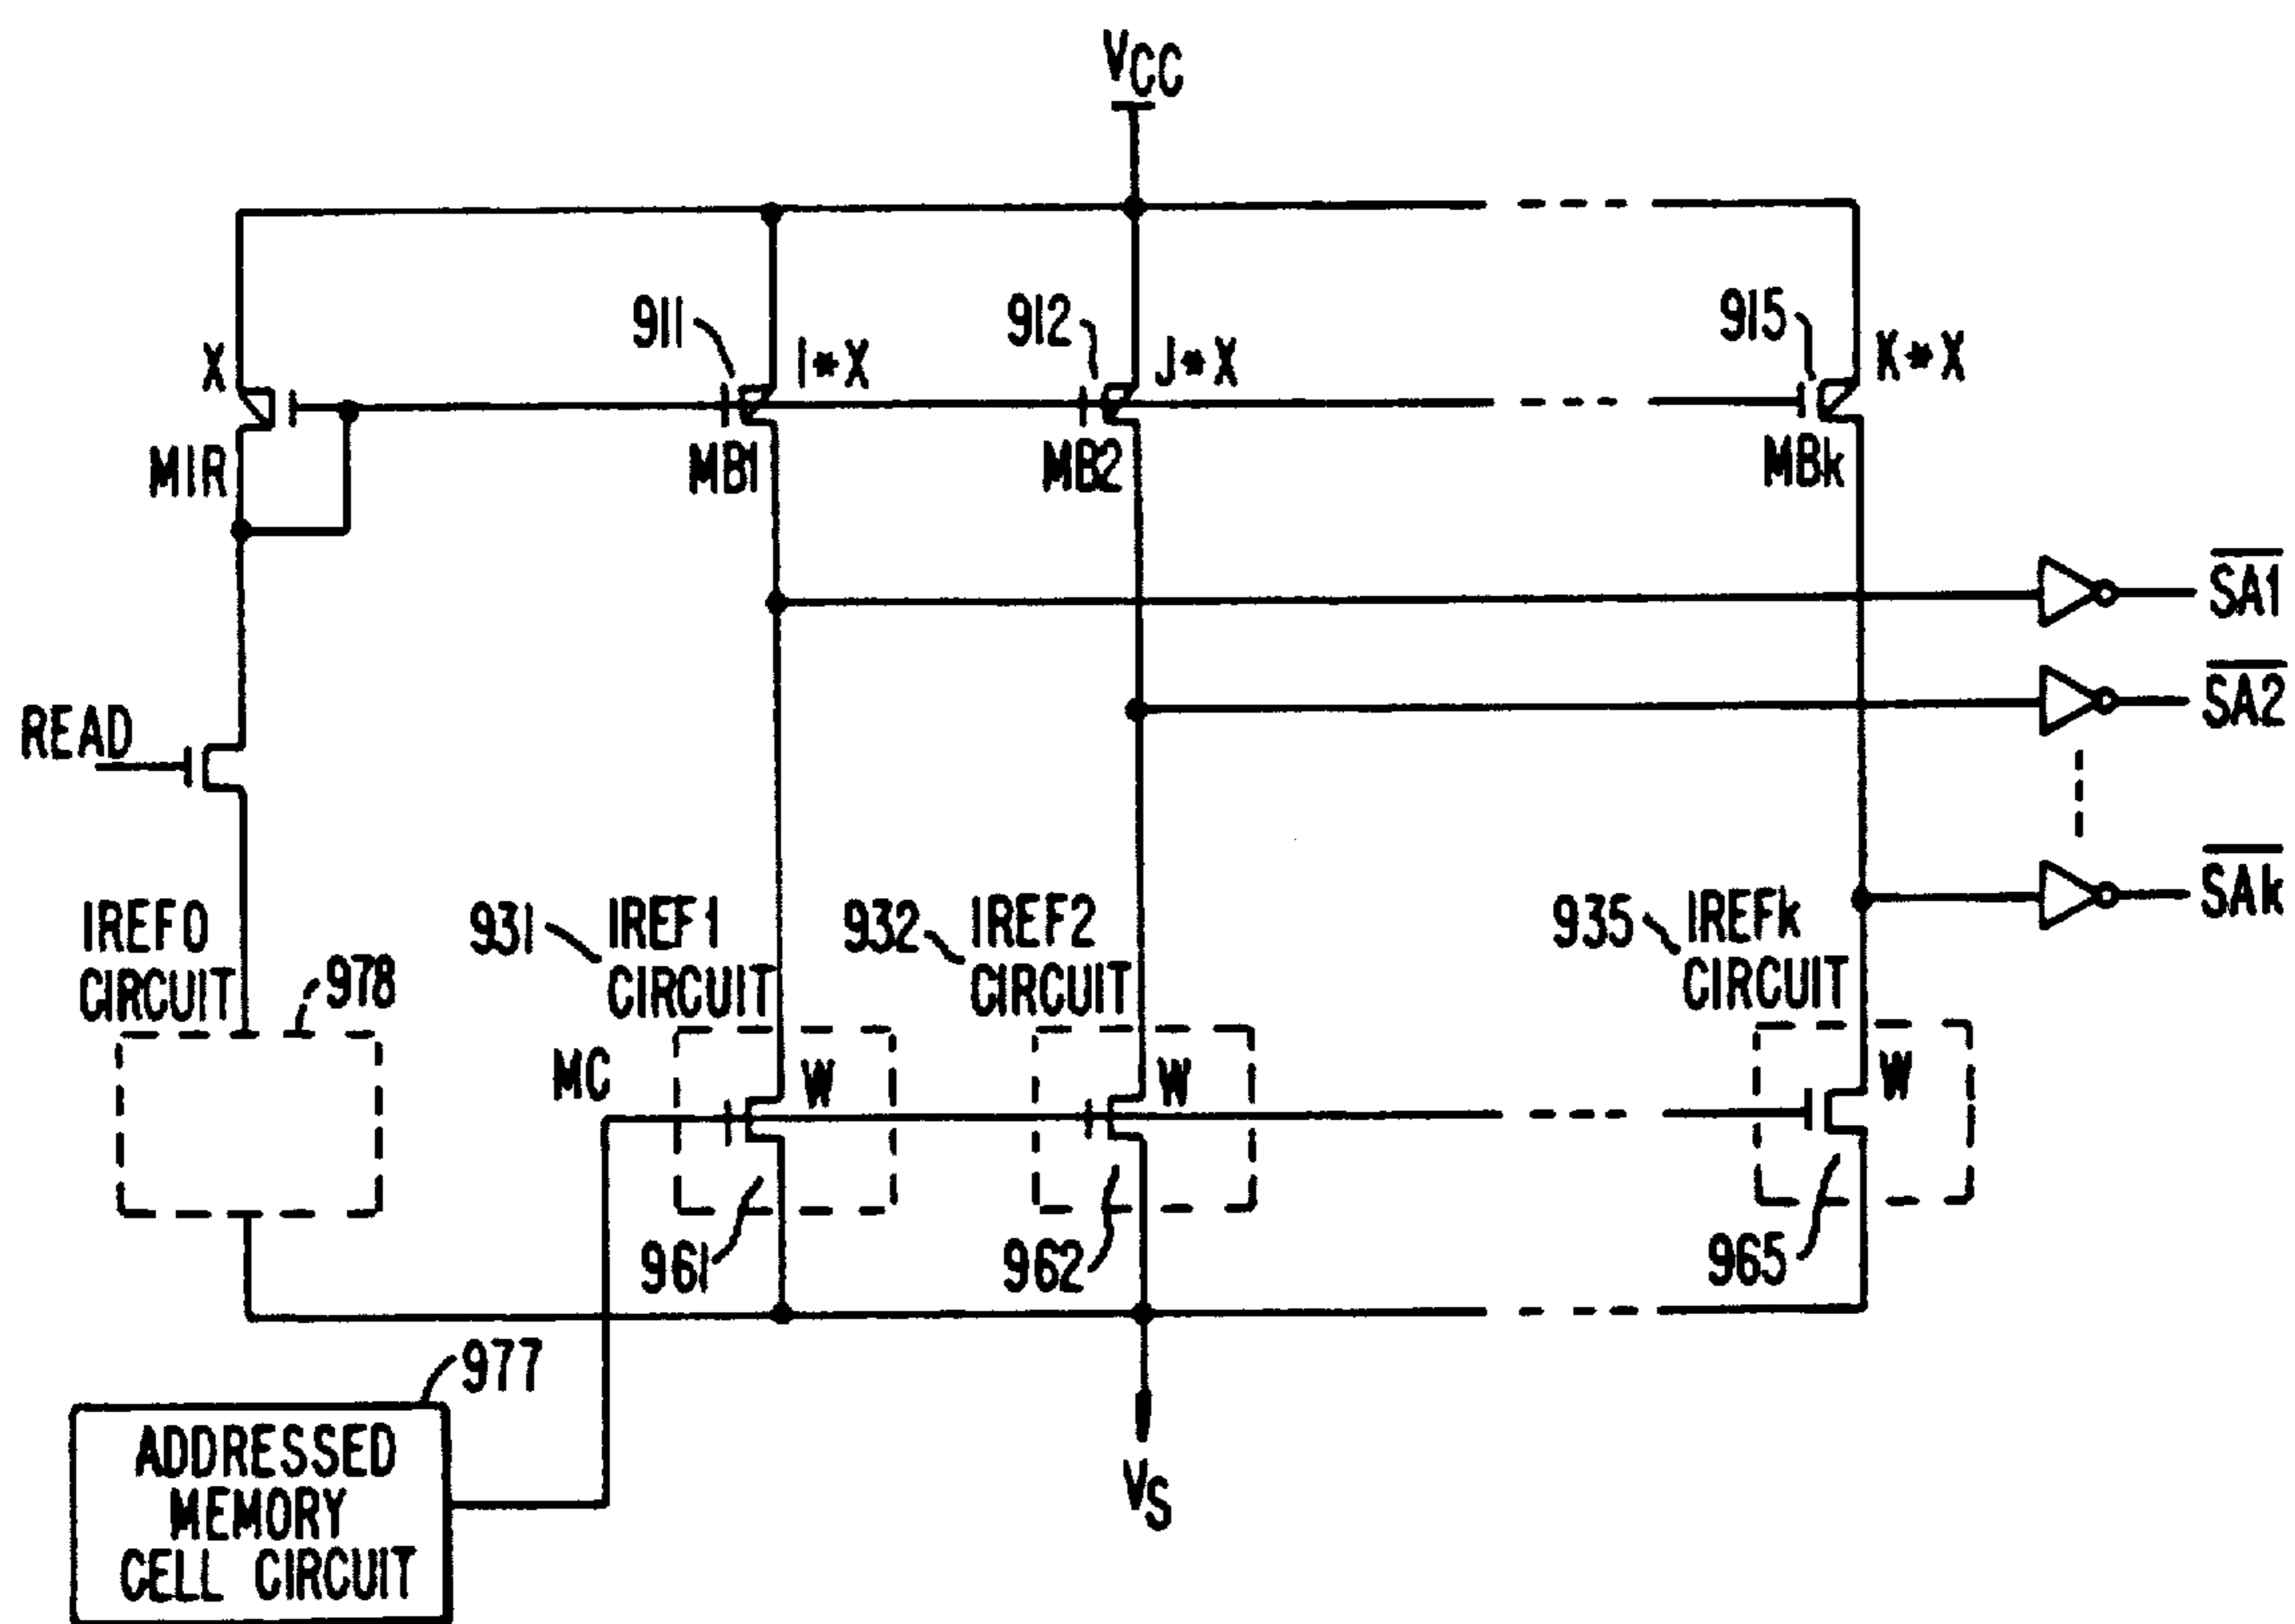 VCC
911
912
915
X
I*X
J*X
K*X
MIR
MB1
MB2
MBk
SA1
READ
SA2
IREF0
CIRCUIT
978
931
IREF1
CIRCUIT
932
IREF2
CIRCUIT
935
IREFk
CIRCUIT
SAk
MC
W
W
W
961
962
965
977
ADDRESSED
MEMORY
CELL CIRCUIT
VS